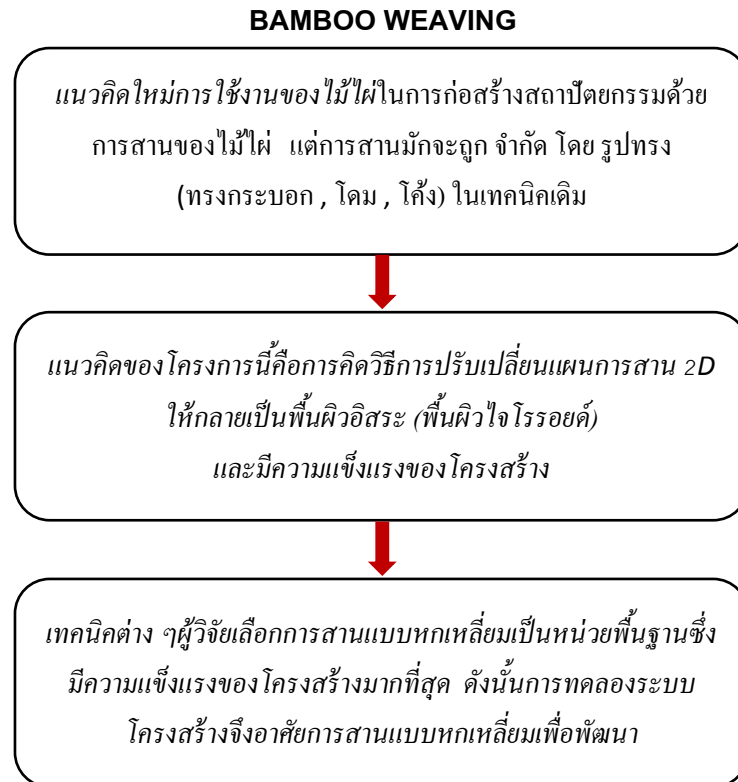 BAMBOO WEAVING
แนวคิดใหม่การใช้งานของไม้ไผ่ในการก่อสร้างสถาปัตยกรรมด้วย
การสานของไม้ไผ่ แต่การสานมักจะถูก จำกัด โดย รูปทรง
(ทรงกระบอก , โดม , โค้ง) ในเทคนิคเดิม
แนวคิดของโครงการนี้คือการคิดวิธีการปรับเปลี่ยนแผนการสาน 2D
ให้กลายเป็นพื้นผิวอิสระ (พื้นผิวไจโรรอยด์)
และมีความแข็งแรงของโครงสร้าง
เทคนิคต่าง ๆผู้วิจัยเลือกการสานแบบหกเหลี่ยมเป็นหน่วยพื้นฐานซึ่ง
มีความแข็งแรงของโครงสร้างมากที่สุด ดังนั้นการทดลองระบบ
โครงสร้างจึงอาศัยการสานแบบหกเหลี่ยมเพื่อพัฒนา